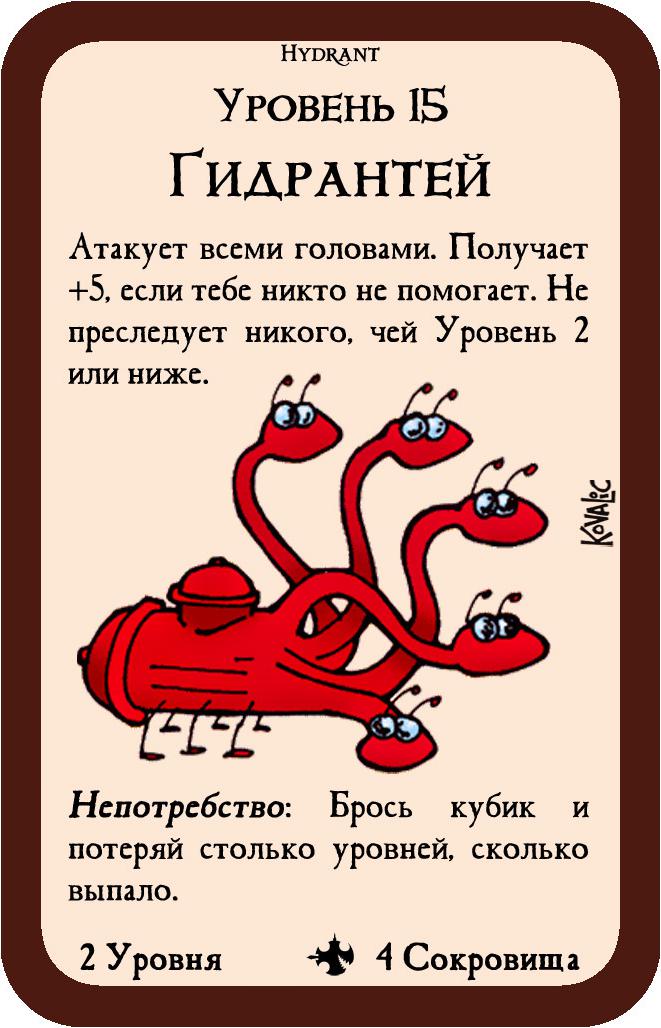 Hydrant
Уровень 15
Гидрантей
Атакует всеми головами. Получает
+5, если тебе никто не помогает. Не
преследует никого, чей Уровень 2
или ниже.
Kovalic
Непотребство: Брось кубик и
потеряй столько уровней, сколько
выпало.
2 Уровня 4 Сокровища